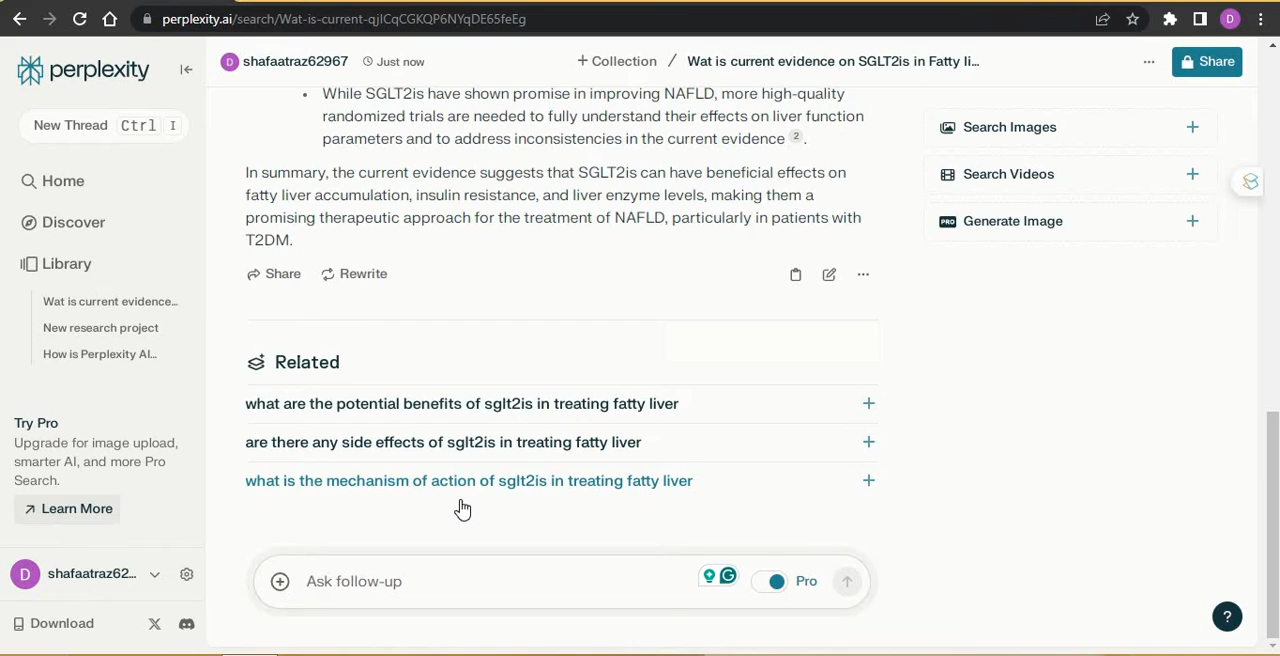 perplexity.ai/search/Wat-is-current-qjICqCGKQP6NYqDE65feEg
D
perplexity
D shafaatraz62967 Just now
+ Collection / Wat is current evidence on SGLT2is in Fatty li... ... Share
New Thread Ctrl I
Home
Discover
Library
Wat is current evidence...
New research project
How is Perplexity AI...
Try Pro
Upgrade for image upload,
smarter AI, and more Pro
Search.
Learn More
D shafaatraz62...
Download
• While SGLT2is have shown promise in improving NAFLD, more high-quality
randomized trials are needed to fully understand their effects on liver function
parameters and to address inconsistencies in the current evidence 2 .
In summary, the current evidence suggests that SGLT2is can have beneficial effects on
fatty liver accumulation, insulin resistance, and liver enzyme levels, making them a
promising therapeutic approach for the treatment of NAFLD, particularly in patients with
T2DM.
Share Rewrite ...
Related
what are the potential benefits of sglt2is in treating fatty liver +
are there any side effects of sglt2is in treating fatty liver +
what is the mechanism of action of sglt2is in treating fatty liver +
Ask follow-up Pro
Search Images +
Search Videos +
PRO Generate Image +
?